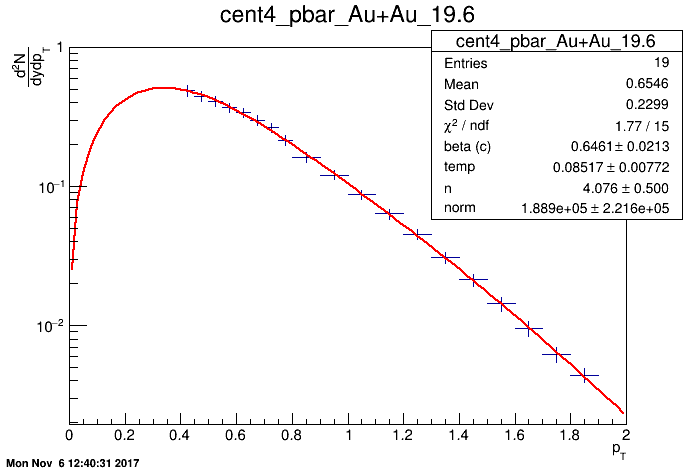 cent4_pbar_Au+Au_19.6
cent4_pbar_Au+Au_19.6
Entries 19
Mean 0.6546
Std Dev 0.2299
χ² / ndf 1.77 / 15
beta (c) 0.6461 ± 0.0213
temp 0.08517 ± 0.00772
n 4.076 ± 0.500
norm 1.889e+05 ± 2.216e+05
d²N
dydp_T
1
10⁻¹
10⁻²
0 0.2 0.4 0.6 0.8 1 1.2 1.4 1.6 1.8 2
p_T
Mon Nov 6 12:40:31 2017